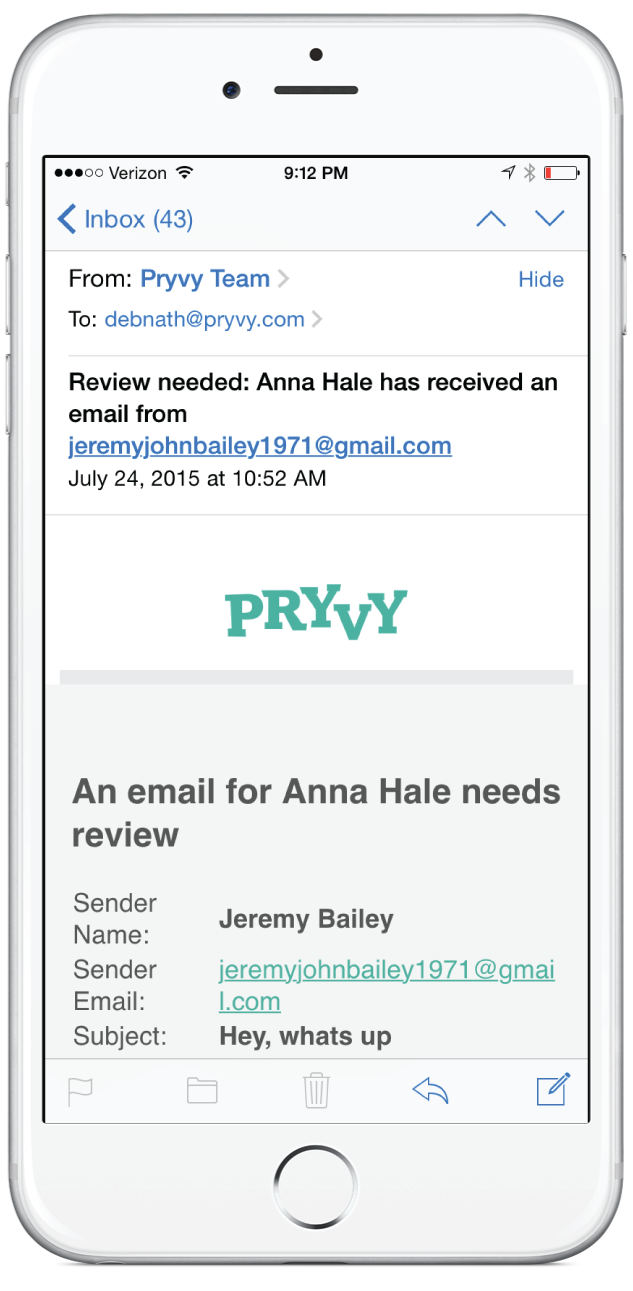 Verizon 9:12 PM
Inbox (43)
From: Pryvy Team Hide
To: debnath@pryvy.com
Review needed: Anna Hale has received an
email from
jeremyjohnbailey1971@gmail.com
July 24, 2015 at 10:52 AM
PRYVY
An email for Anna Hale needs
review
Sender
Name:
Jeremy Bailey
Sender
Email:
jeremyjohnbailey1971@gmai
l.com
Subject: Hey, whats up